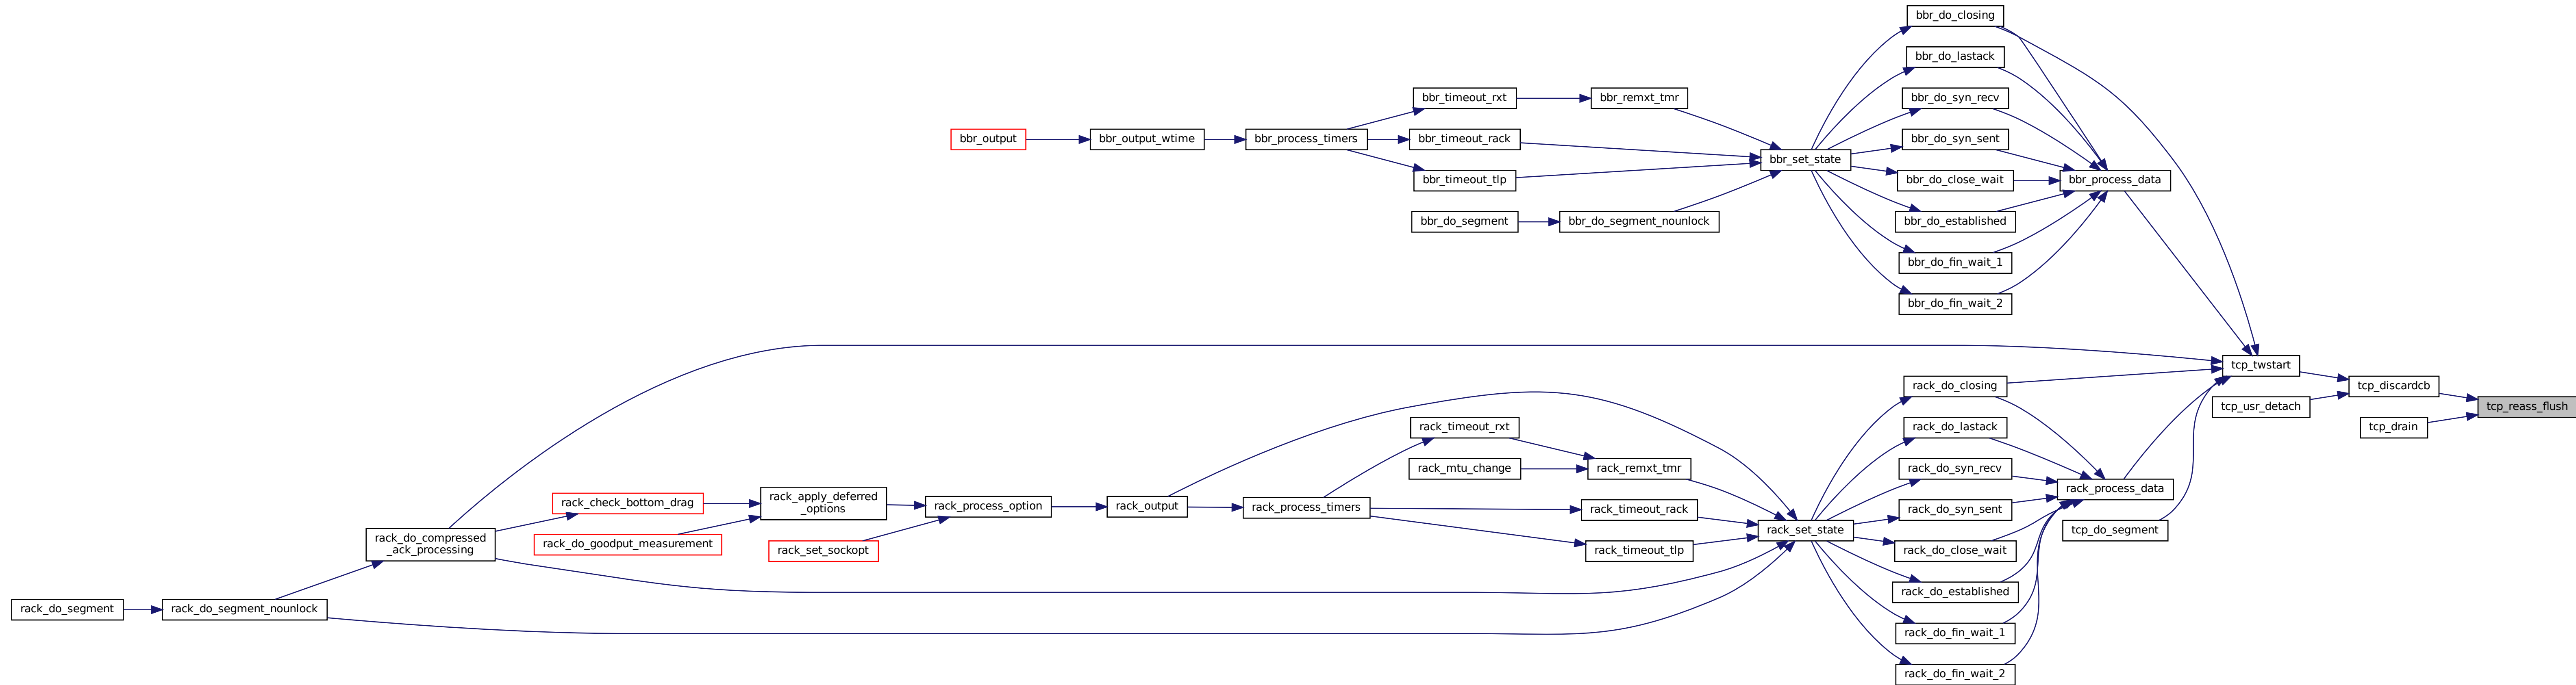 bbr_do_closing
bbr_do_lastack
bbr_timeout_rxt
bbr_remxt_tmr
bbr_do_syn_recv
bbr_output
bbr_output_wtime
bbr_process_timers
bbr_timeout_rack
bbr_do_syn_sent
bbr_set_state
bbr_timeout_tlp
bbr_do_close_wait
bbr_process_data
bbr_do_segment
bbr_do_segment_nounlock
bbr_do_established
bbr_do_fin_wait_1
bbr_do_fin_wait_2
tcp_twstart
rack_do_closing
tcp_discardcb
tcp_usr_detach
tcp_reass_flush
rack_timeout_rxt
rack_do_lastack
tcp_drain
rack_mtu_change
rack_remxt_tmr
rack_do_syn_recv
rack_process_data
rack_check_bottom_drag
rack_apply_deferred
_options
rack_process_option
rack_output
rack_process_timers
rack_timeout_rack
rack_do_syn_sent
rack_set_state
tcp_do_segment
rack_do_compressed
_ack_processing
rack_do_goodput_measurement
rack_set_sockopt
rack_timeout_tlp
rack_do_close_wait
rack_do_established
rack_do_segment
rack_do_segment_nounlock
rack_do_fin_wait_1
rack_do_fin_wait_2